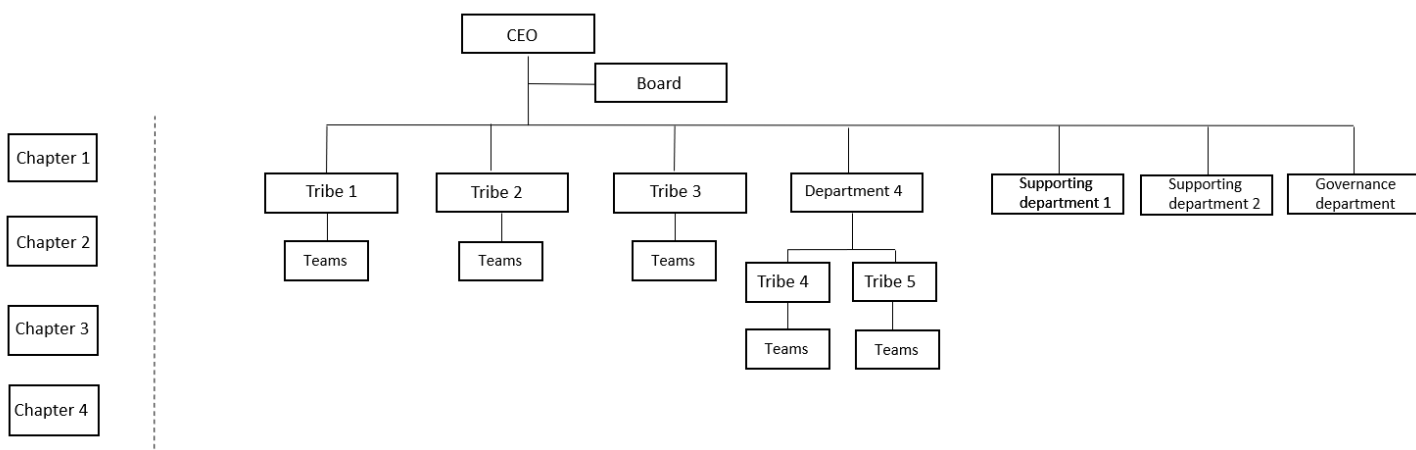 CEO
Board
Chapter 1
Chapter 2
Chapter 3
Chapter 4
Tribe 1
Tribe 2
Tribe 3
Department 4
Supporting
department 1
Supporting
department 2
Governance
department
Teams
Teams
Teams
Tribe 4
Tribe 5
Teams
Teams